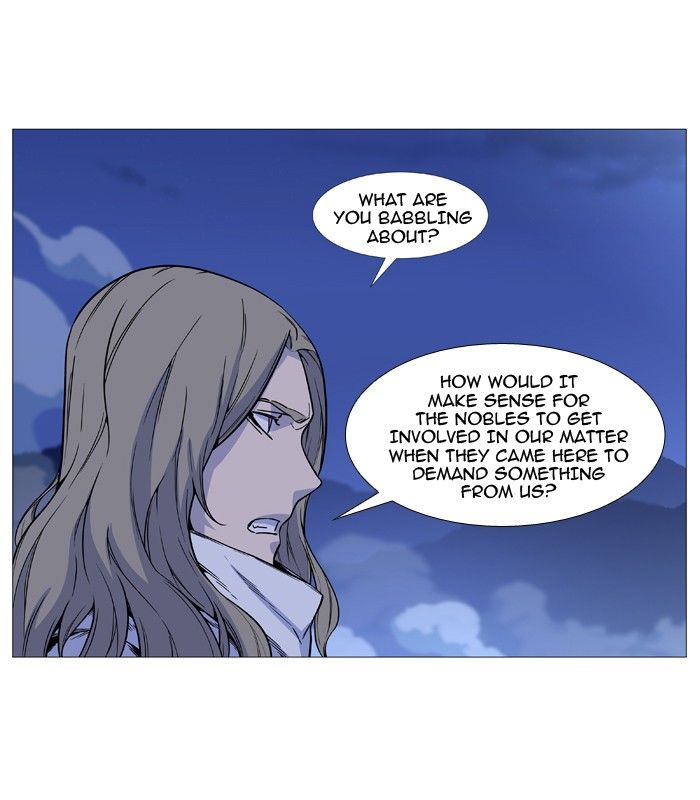 WHAT ARE
YOU BABBLING
ABOUT?
HOW WOULD IT
MAKE SENSE FOR
THE NOBLES TO GET
INVOLVED IN OUR MATTER
WHEN THEY CAME HERE TO
DEMAND SOMETHING
FROM US?